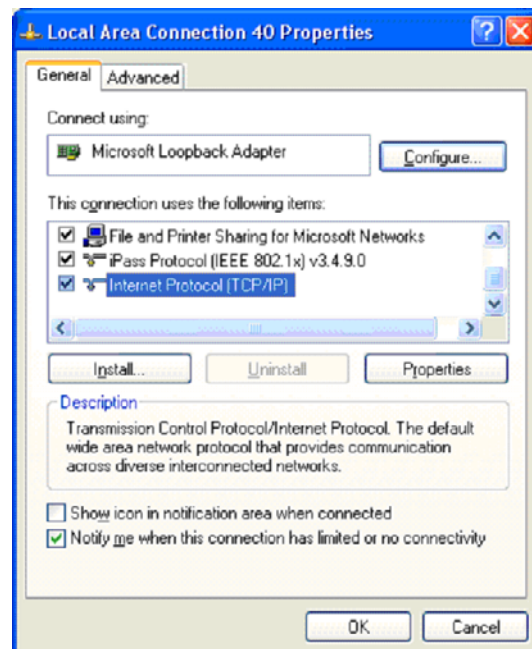 Local Area Connection 40 Properties
General
Advanced
Connect using:
Microsoft Loopback Adapter
Configure...
This connection uses the following items:
File and Printer Sharing for Microsoft Networks
iPass Protocol (IEEE 802.1x) v3.4.9.0
Internet Protocol (TCP/IP)
Install...
Uninstall
Properties
Description
Transmission Control Protocol/Internet Protocol. The default
wide area network protocol that provides communication
across diverse interconnected networks.
Show icon in notification area when connected
Notify me when this connection has limited or no connectivity
OK
Cancel